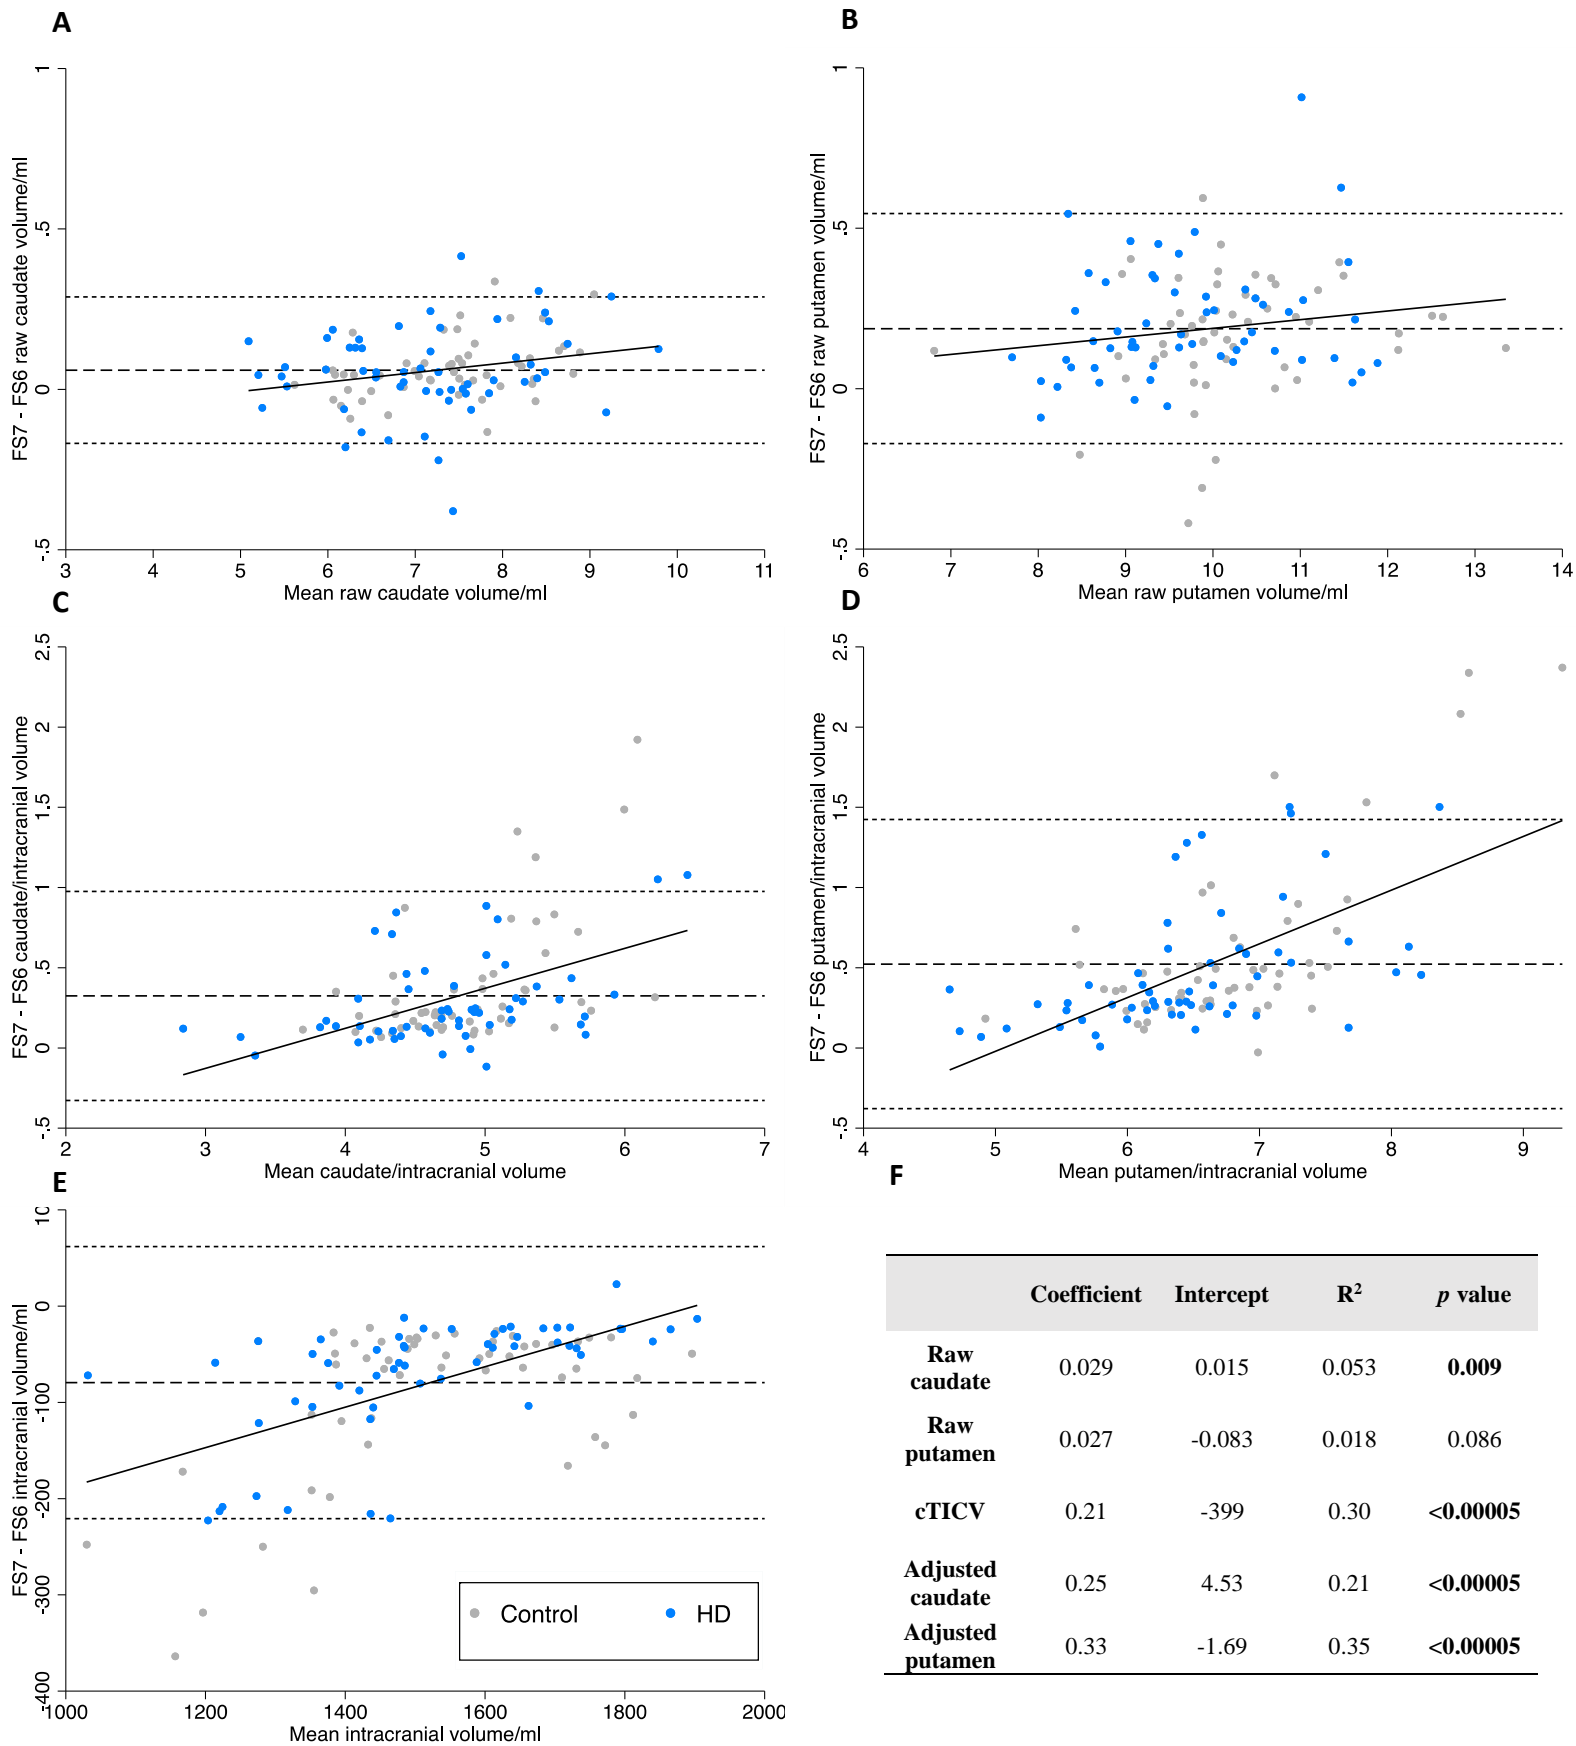 A
B
1
.5
0
-.5
FS7 - FS6 raw caudate volume/ml
3 4 5 6 7 8 9 10 11
Mean raw caudate volume/ml
1
.5
0
-.5
FS7 - FS6 raw putamen volume/ml
6 7 8 9 10 11 12 13 14
Mean raw putamen volume/ml
C
D
2.5
2
1.5
1
.5
0
-.5
FS7 - FS6 caudate/intracranial volume
2 3 4 5 6 7
Mean caudate/intracranial volume
2.5
2
1.5
1
.5
0
-.5
FS7 - FS6 putamen/intracranial volume
4 5 6 7 8 9
Mean putamen/intracranial volume
E
10
0
-100
-200
-300
-400
FS7 - FS6 intracranial volume/ml
1000 1200 1400 1600 1800 2000
Mean intracranial volume/ml
Control HD
F
Coefficient Intercept R² p value
Raw
caudate 0.029 0.015 0.053 0.009
Raw
putamen 0.027 -0.083 0.018 0.086
cTICV 0.21 -399 0.30 <0.00005
Adjusted
caudate 0.25 4.53 0.21 <0.00005
Adjusted
putamen 0.33 -1.69 0.35 <0.00005